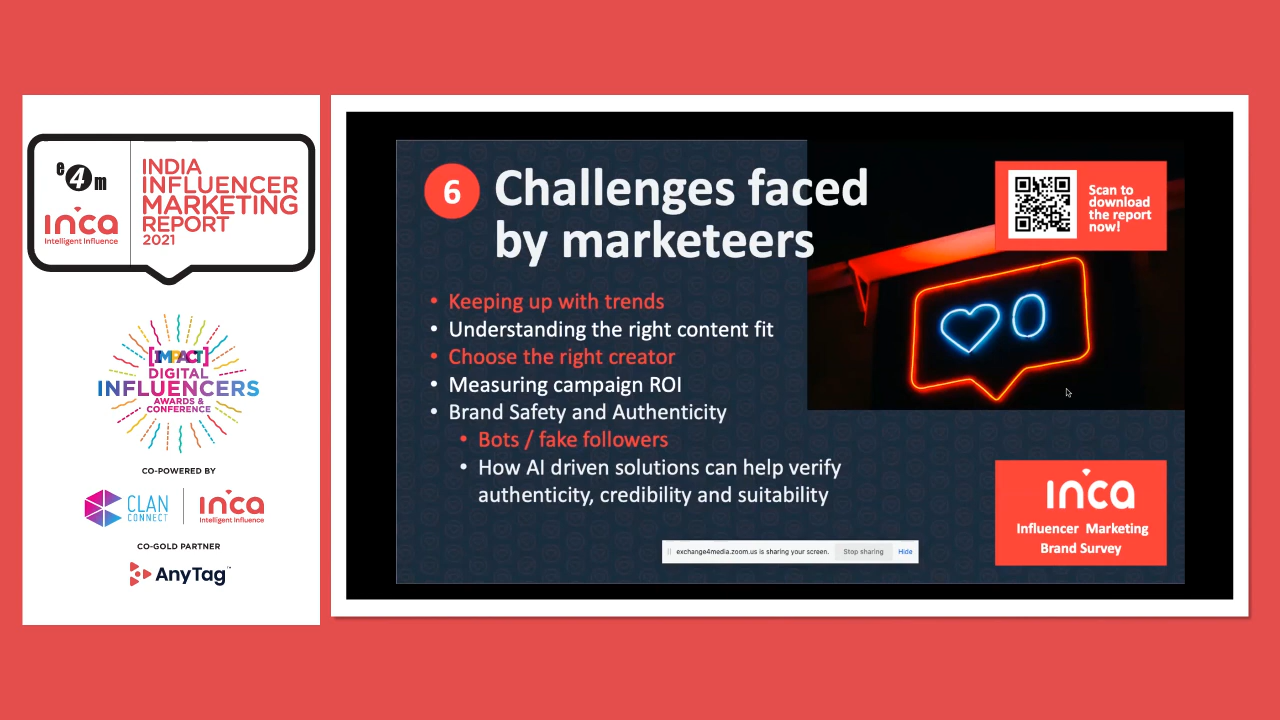 e4m
inca
Intelligent Influence
INDIA
INFLUENCER
MARKETING
REPORT
2021
[IMPACT]
DIGITAL
INFLUENCERS
AWARDS &
CONFERENCE
CO-POWERED BY
CLAN
CONNECT
inca
Intelligent Influence
CO-GOLD PARTNER
AnyTag™
6 Challenges faced
by marketeers
• Keeping up with trends
• Understanding the right content fit
• Choose the right creator
• Measuring campaign ROI
• Brand Safety and Authenticity
• Bots / fake followers
• How AI driven solutions can help verify
authenticity, credibility and suitability
Scan to
download
the report
now!
0
inca
Influencer Marketing
Brand Survey
exchange4media.zoom.us is sharing your screen. Stop sharing Hide